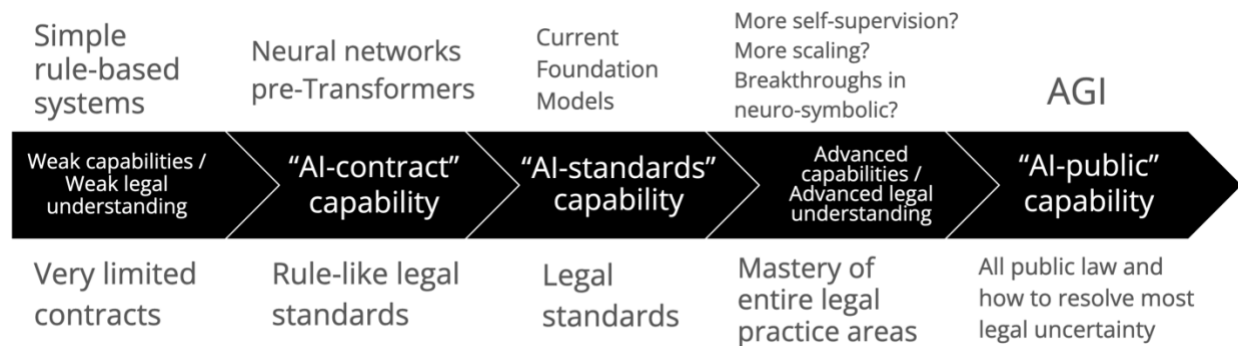 Simple
rule-based
systems
Neural networks
pre-Transformers
Current
Foundation
Models
More self-supervision?
More scaling?
Breakthroughs in
neuro-symbolic?
AGI
Weak capabilities /
Weak legal
understanding
“AI-contract”
capability
“AI-standards”
capability
Advanced
capabilities /
Advanced legal
understanding
“AI-public”
capability
Very limited
contracts
Rule-like legal
standards
Legal
standards
Mastery of
entire legal
practice areas
All public law and
how to resolve most
legal uncertainty